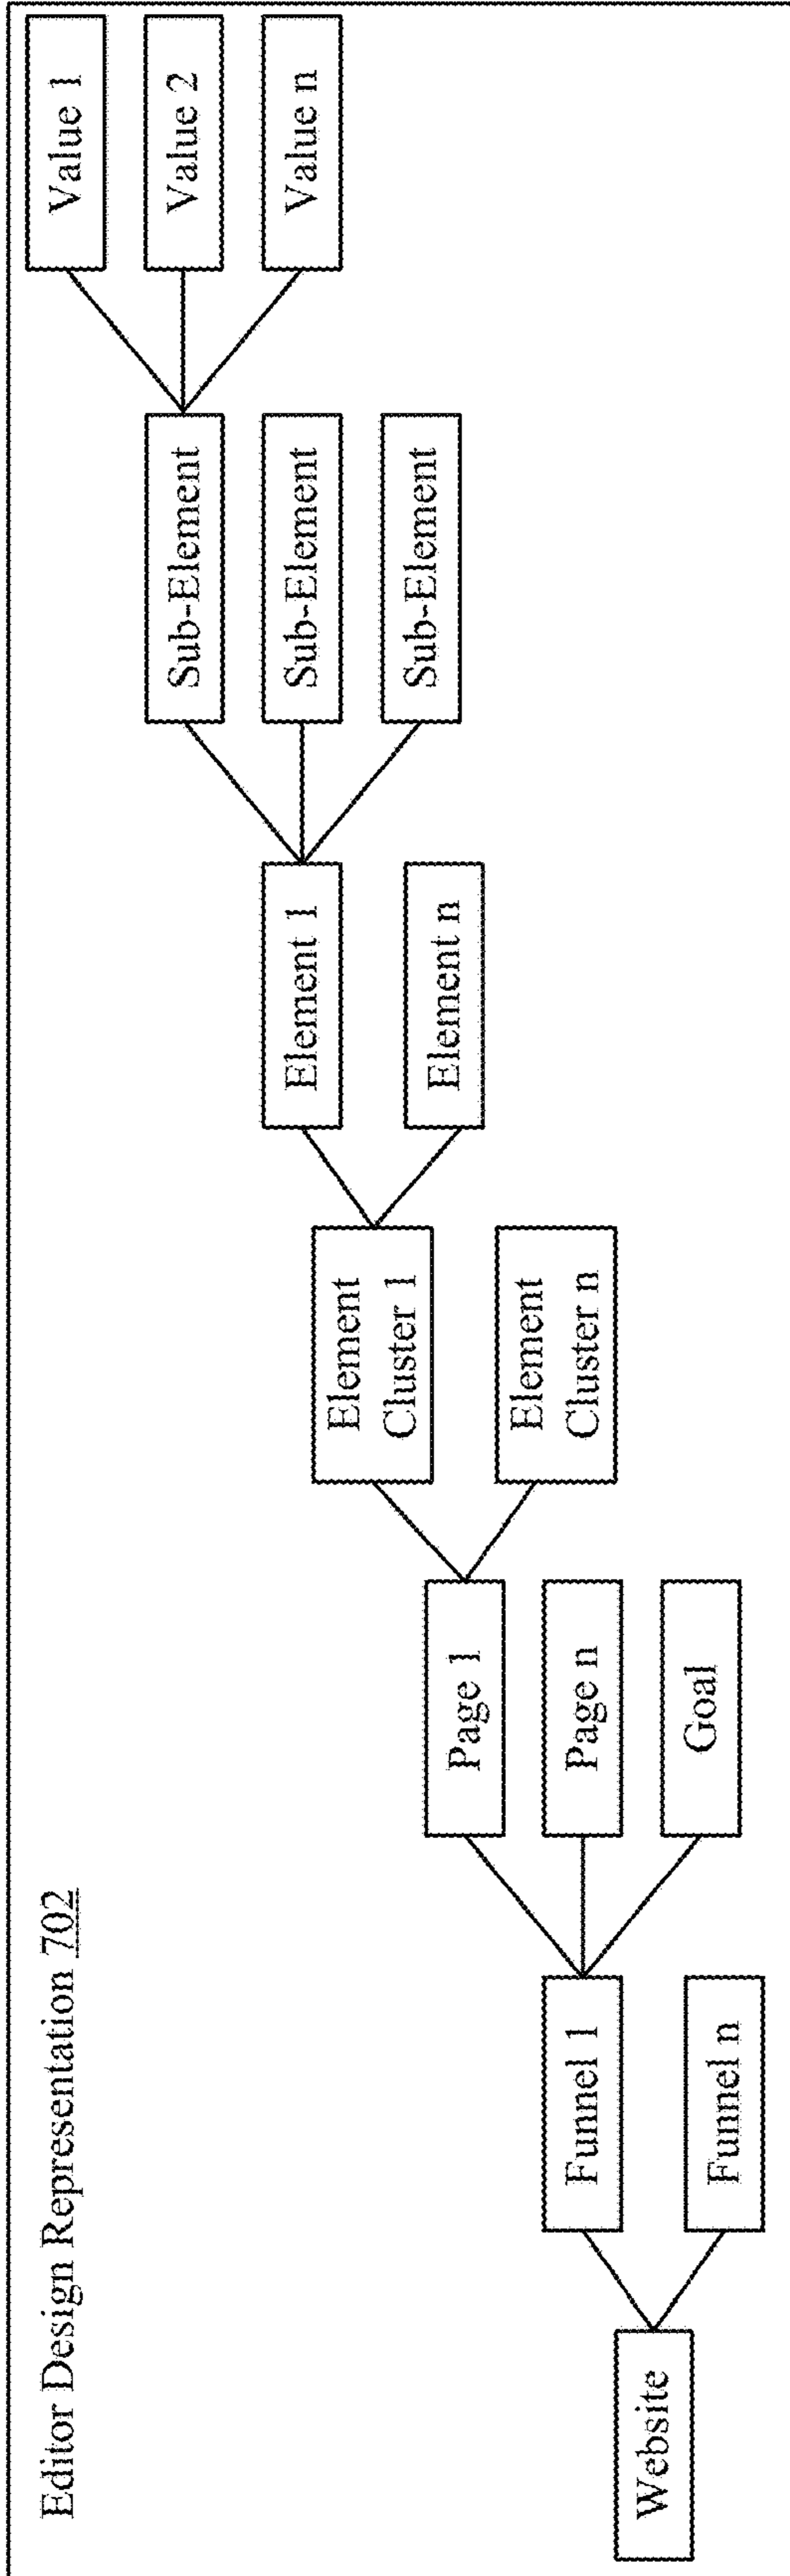 Editor Design Representation 702
Website
Funnel 1
Funnel n
Page 1
Page n
Goal
Element
Cluster 1
Element
Cluster n
Element 1
Element n
Sub-Element
Sub-Element
Sub-Element
Value 1
Value 2
Value n